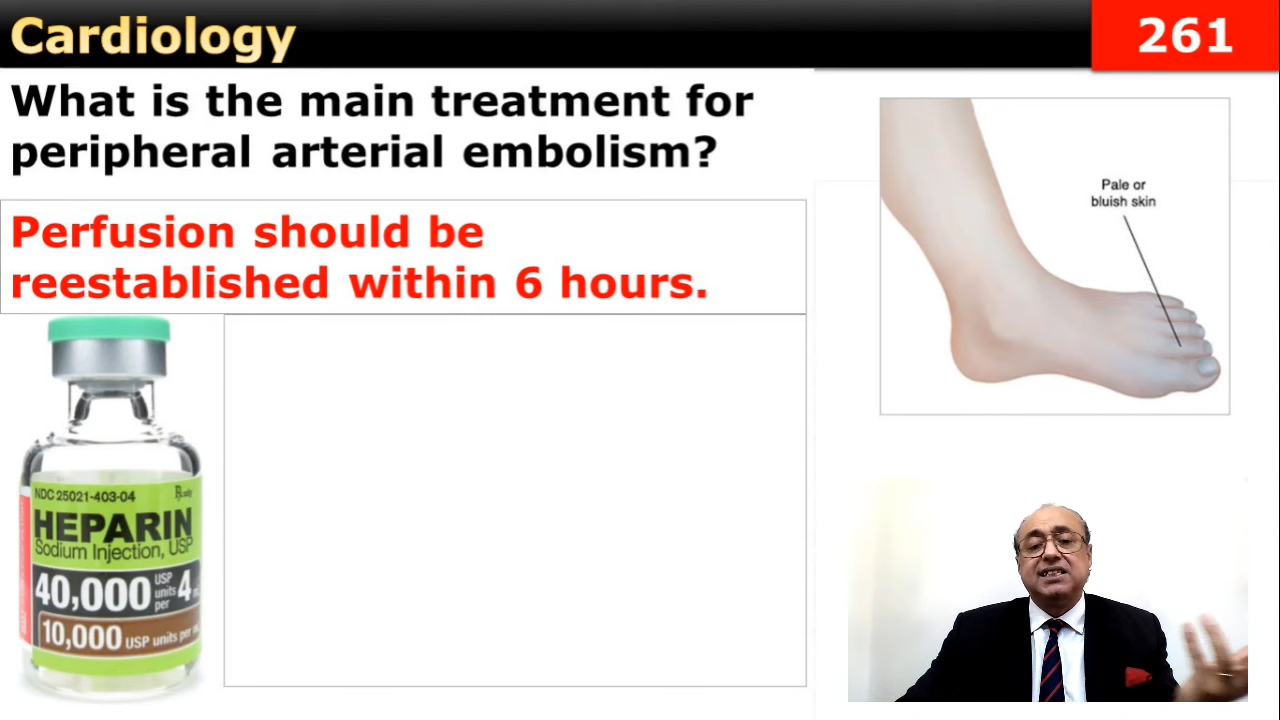 Cardiology
261
What is the main treatment for
peripheral arterial embolism?
Perfusion should be
reestablished within 6 hours.
Pale or
bluish skin
NDC 25021-403-04
Rx only
HEPARIN
Sodium Injection, USP
40,000 USP units per 4
10,000 USP units per